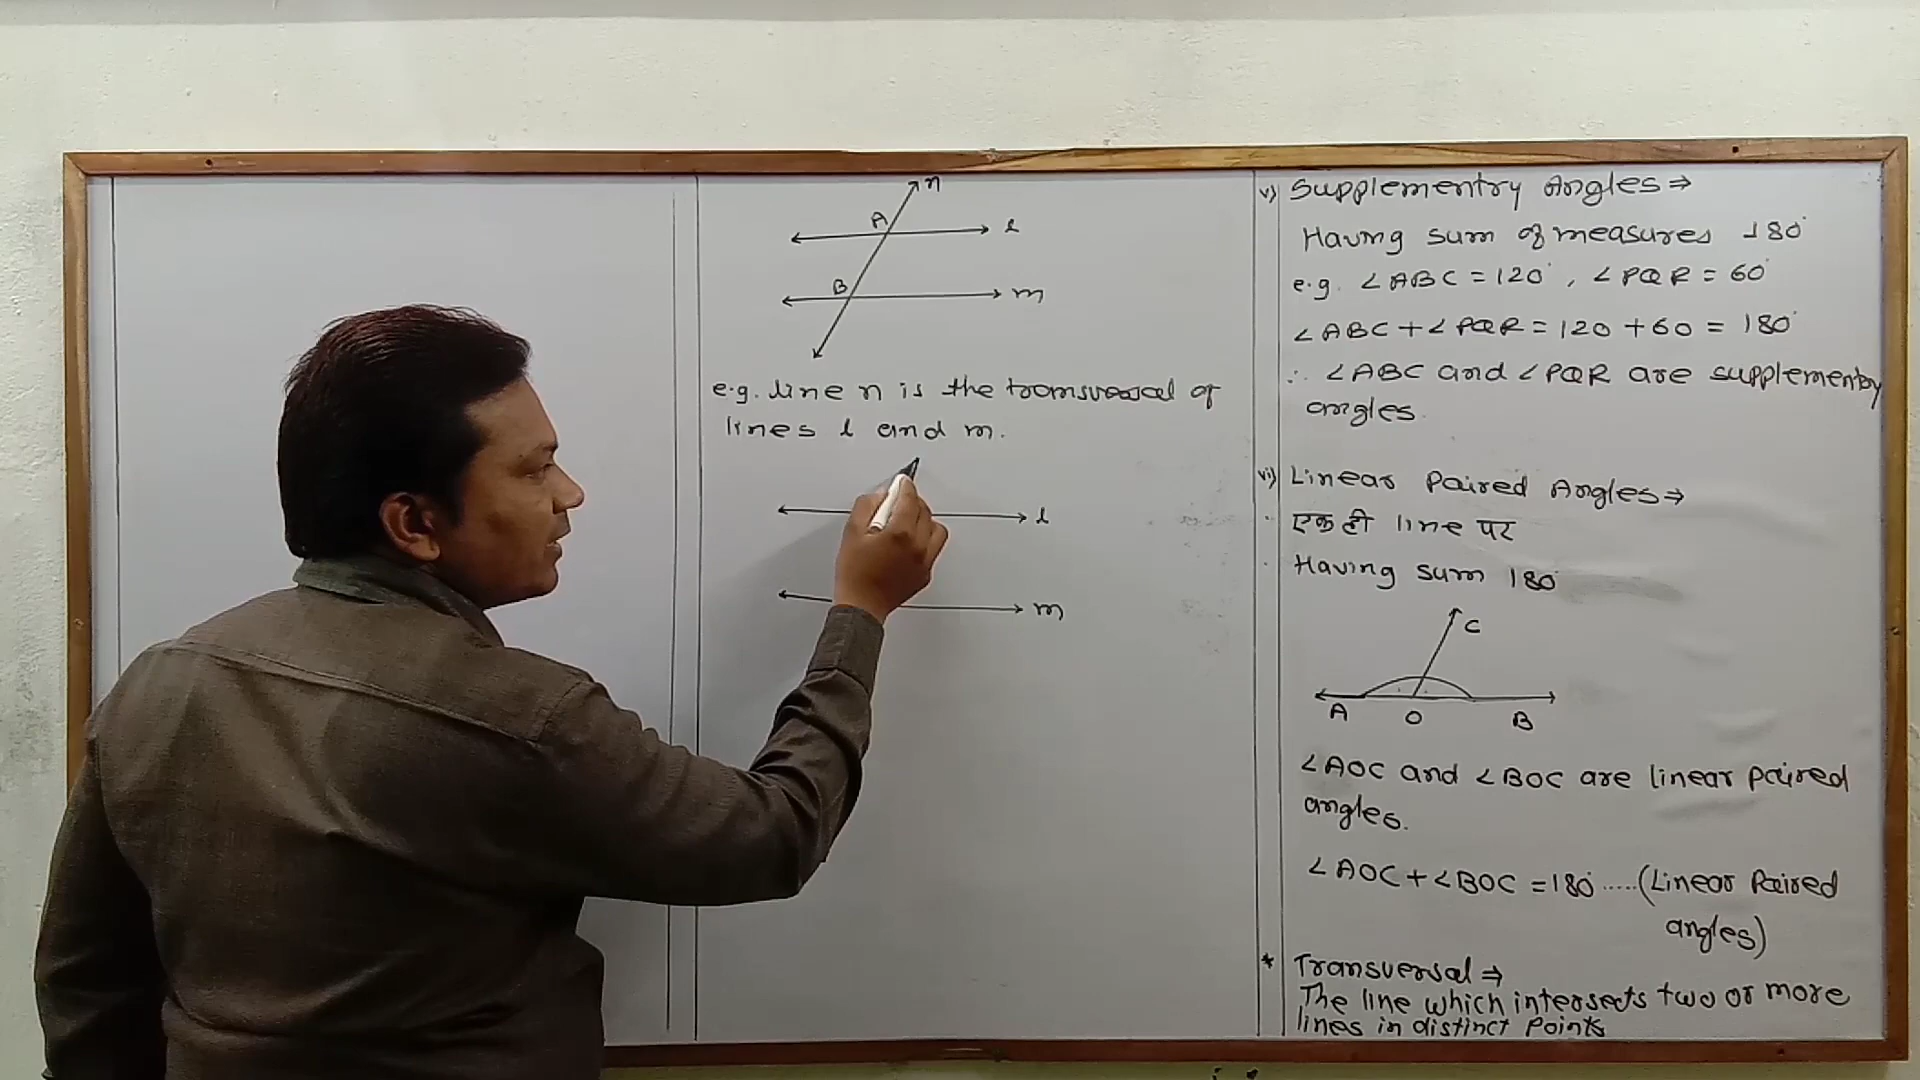 n
A
l
B
m
e.g. line n is the transversal of
lines l and m.
l
m
v) Supplementry Angles ⇒
Having sum of measures 180°
e.g. ∠ABC = 120°, ∠PQR = 60°
∠ABC + ∠PQR = 120 + 60 = 180°
∴ ∠ABC and ∠PQR are supplementry
angles.
vi) Linear Paired Angles ⇒
· एक ही line पर
· Having sum 180°
C
A O B
∠AOC and ∠BOC are linear paired
angles.
∠AOC + ∠BOC = 180° .....(Linear Paired
angles)
* Transversal ⇒
The line which intersects two or more
lines in distinct points